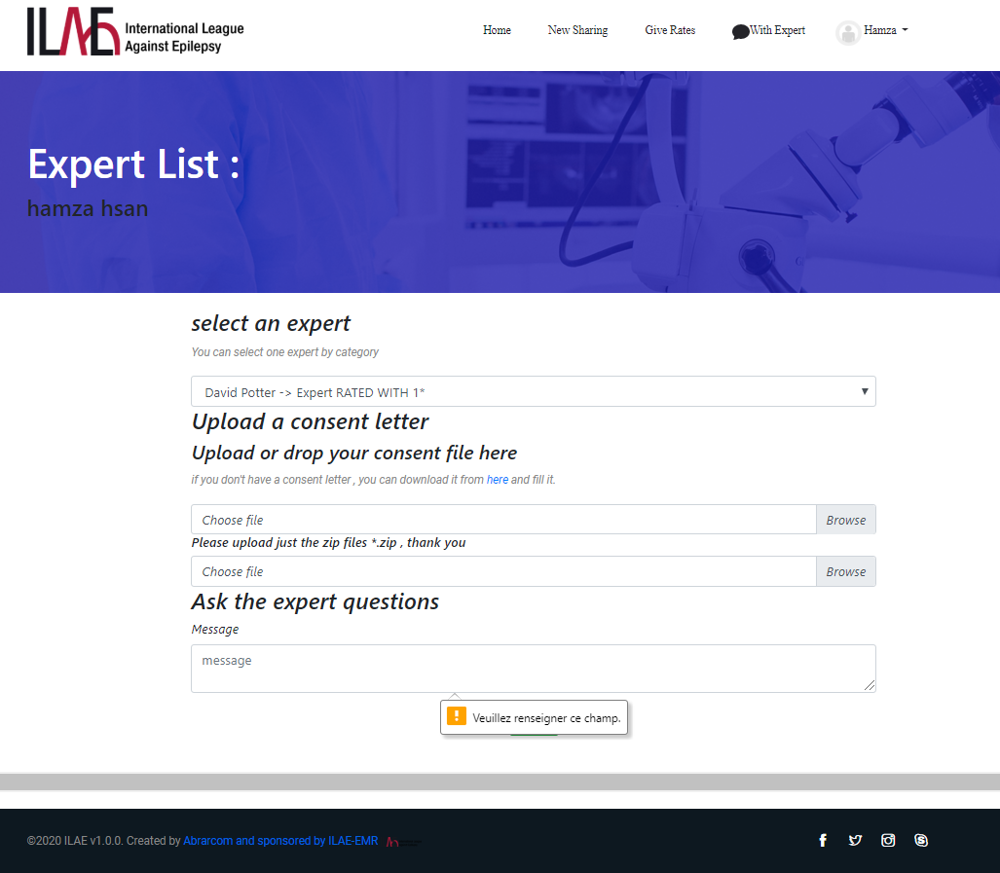 ILAE International League
Against Epilepsy
Home New Sharing Give Rates With Expert Hamza
Expert List :
hamza hsan
select an expert
You can select one expert by category
David Potter -> Expert RATED WITH 1*
Upload a consent letter
Upload or drop your consent file here
if you don't have a consent letter , you can download it from here and fill it.
Choose file Browse
Please upload just the zip files *.zip , thank you
Choose file Browse
Ask the expert questions
Message
message
Veuillez renseigner ce champ.
©2020 ILAE v1.0.0. Created by Abrarcom and sponsored by ILAE-EMR